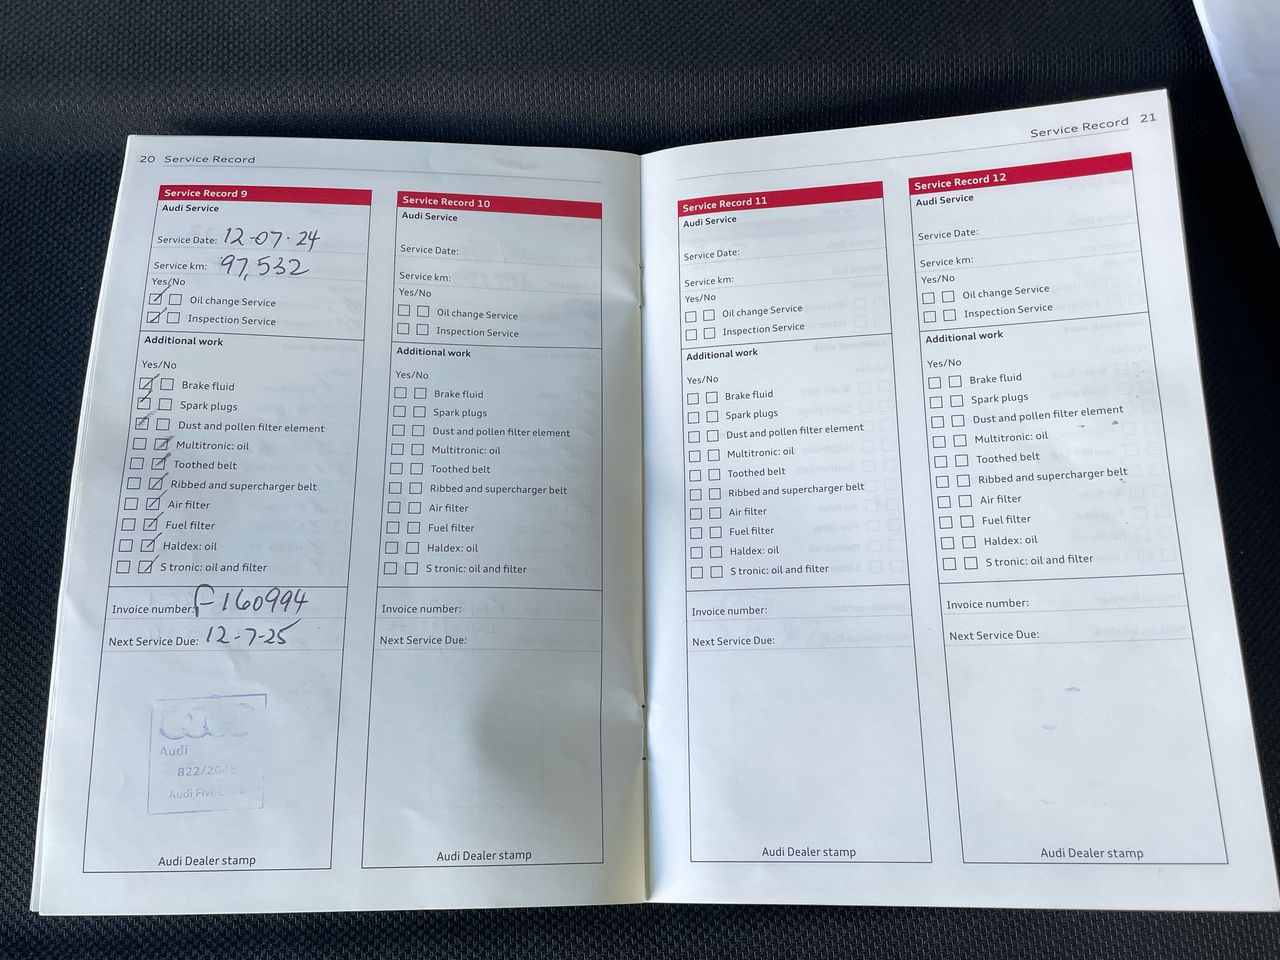 20 Service Record
Service Record 9
Audi Service
Service Date: 12-07-24
Service km: 97,532
Yes/No
Oil change Service
Inspection Service
Additional work
Yes/No
Brake fluid
Spark plugs
Dust and pollen filter element
Multitronic: oil
Toothed belt
Ribbed and supercharger belt
Air filter
Fuel filter
Haldex: oil
S tronic: oil and filter
Invoice number: F160994
Next Service Due: 12-7-25
Audi
822/204
Audi Five
Audi Dealer stamp
Service Record 10
Audi Service
Service Date:
Service km:
Yes/No
Oil change Service
Inspection Service
Additional work
Yes/No
Brake fluid
Spark plugs
Dust and pollen filter element
Multitronic: oil
Toothed belt
Ribbed and supercharger belt
Air filter
Fuel filter
Haldex: oil
S tronic: oil and filter
Invoice number:
Next Service Due:
Audi Dealer stamp
Service Record 21
Service Record 11
Audi Service
Service Date:
Service km:
Yes/No
Oil change Service
Inspection Service
Additional work
Yes/No
Brake fluid
Spark plugs
Dust and pollen filter element
Multitronic: oil
Toothed belt
Ribbed and supercharger belt
Air filter
Fuel filter
Haldex: oil
S tronic: oil and filter
Invoice number:
Next Service Due:
Audi Dealer stamp
Service Record 12
Audi Service
Service Date:
Service km:
Yes/No
Oil change Service
Inspection Service
Additional work
Yes/No
Brake fluid
Spark plugs
Dust and pollen filter element
Multitronic: oil
Toothed belt
Ribbed and supercharger belt
Air filter
Fuel filter
Haldex: oil
S tronic: oil and filter
Invoice number:
Next Service Due:
Audi Dealer stamp